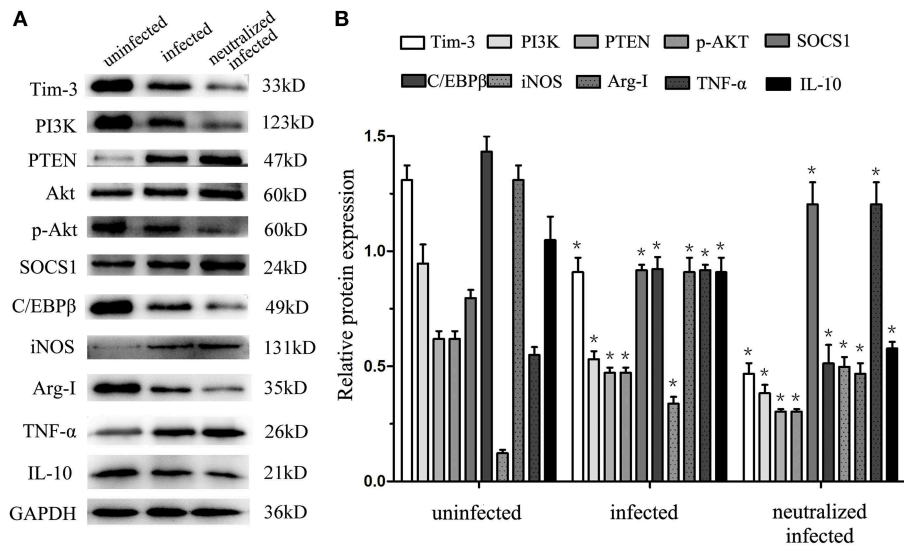 A
uninfected
infected
neutralized
infected
Tim-3 33kD
PI3K 123kD
PTEN 47kD
Akt 60kD
p-Akt 60kD
SOCS1 24kD
C/EBPβ 49kD
iNOS 131kD
Arg-I 35kD
TNF-α 26kD
IL-10 21kD
GAPDH 36kD
B
Tim-3 PI3K PTEN p-AKT SOCS1
C/EBPβ iNOS Arg-I TNF-α IL-10
Relative protein expression
1.5
1.0
0.5
0.0
* * * * * * * * * *
* * * * * * * * * *
uninfected infected neutralized
infected